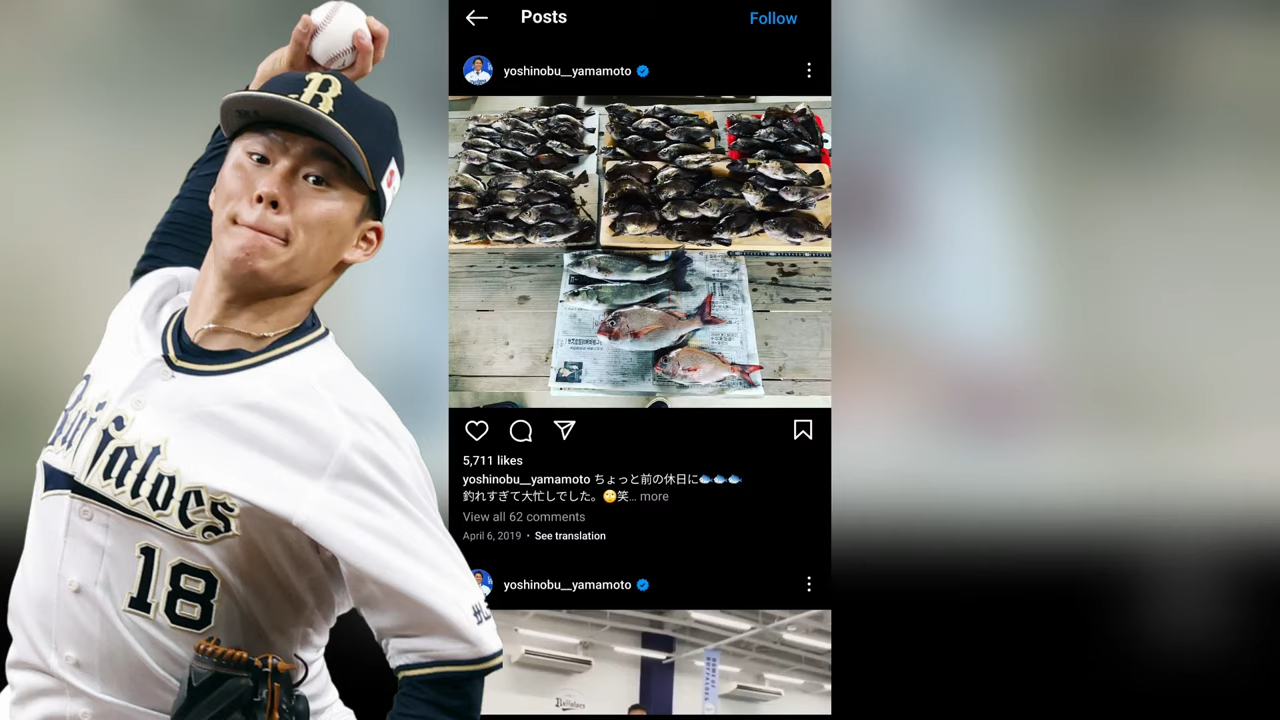 Posts
Follow
yoshinobu__yamamoto
5,711 likes
yoshinobu__yamamoto ちょっと前の休日に🐟🐟🐟
釣れすぎて大忙しでした。🙄笑... more
View all 62 comments
April 6, 2019 • See translation
yoshinobu__yamamoto
Buffaloes
B
Buffaloes
18